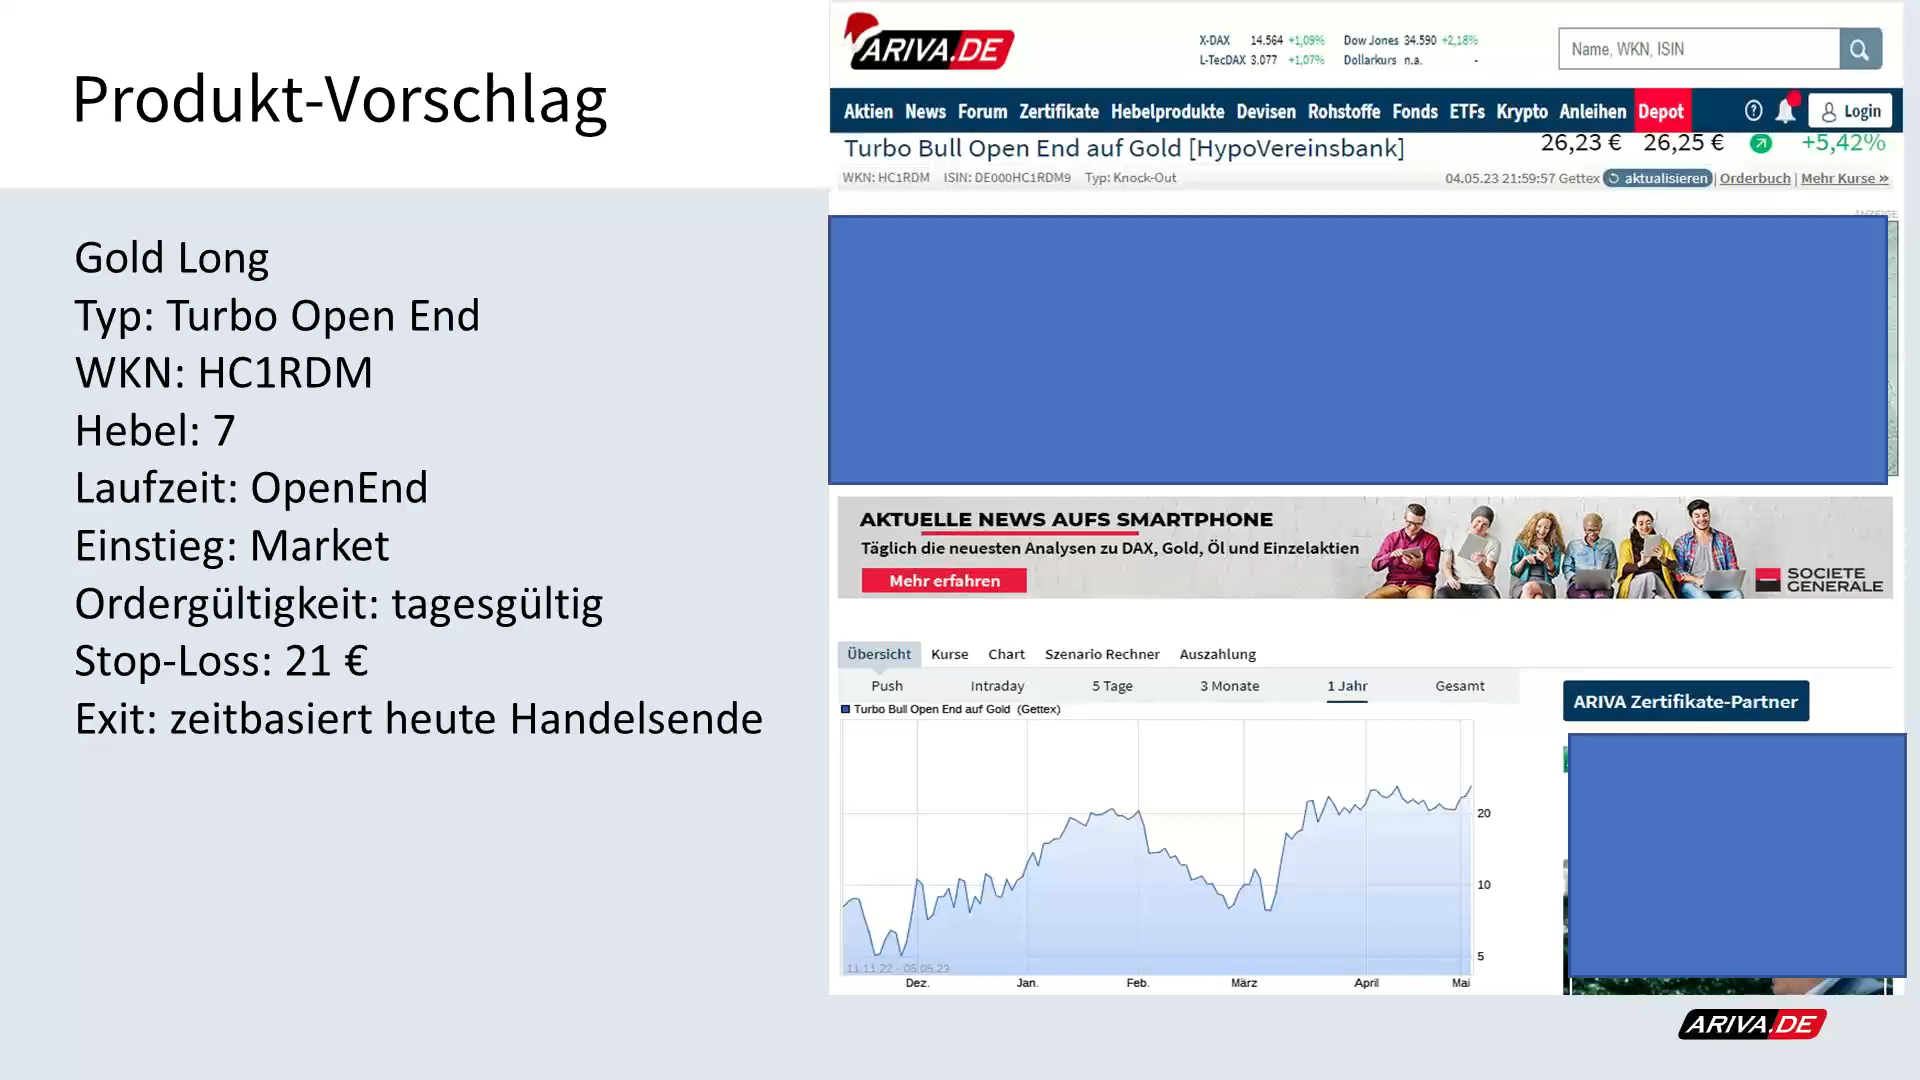 Produkt-Vorschlag
Gold Long
Typ: Turbo Open End
WKN: HC1RDM
Hebel: 7
Laufzeit: OpenEnd
Einstieg: Market
Ordergültigkeit: tagesgültig
Stop-Loss: 21 €
Exit: zeitbasiert heute Handelsende
ARIVA.DE
X-DAX 14.564 +1,09% Dow Jones 34.590 +2,18%
L-TecDAX 3.077 +1,07% Dollarkurs n.a. -
Name, WKN, ISIN
Aktien News Forum Zertifikate Hebelprodukte Devisen Rohstoffe Fonds ETFs Krypto Anleihen Depot Login
Turbo Bull Open End auf Gold [HypoVereinsbank] 26,23 € 26,25 € +5,42%
WKN: HC1RDM ISIN: DE000HC1RDM9 Typ: Knock-Out 04.05.23 21:59:57 Gettex aktualisieren | Orderbuch | Mehr Kurse »
ANZEIGE
AKTUELLE NEWS AUFS SMARTPHONE
Täglich die neuesten Analysen zu DAX, Gold, Öl und Einzelaktien
Mehr erfahren
SOCIETE
GENERALE
Übersicht Kurse Chart Szenario Rechner Auszahlung
Push Intraday 5 Tage 3 Monate 1 Jahr Gesamt
Turbo Bull Open End auf Gold (Gettex)
ARIVA Zertifikate-Partner
20
10
5
11.11.22 - 05.05.23
Dez. Jan. Feb. März April Mai
ARIVA.DE